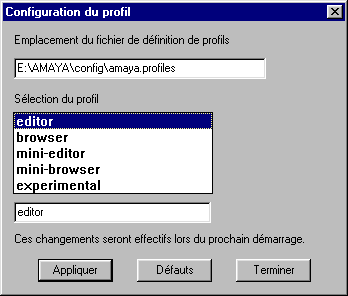 Configuration du profil
Emplacement du fichier de définition de profils
E:\AMAYA\config\amaya.profiles
Sélection du profil
editor
browser
mini-editor
mini-browser
experimental
editor
Ces changements seront effectifs lors du prochain démarrage.
Appliquer Défauts Terminer